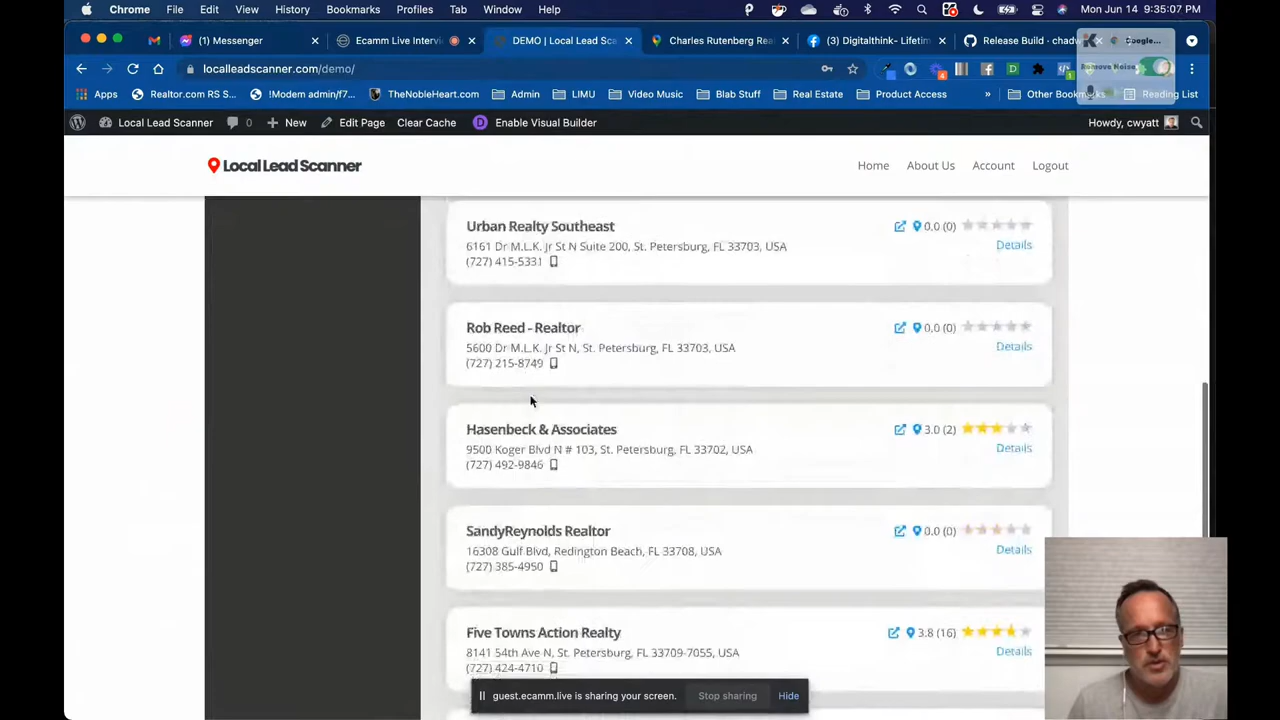 Chrome File Edit View History Bookmarks Profiles Tab Window Help Mon Jun 14 9:35:07 PM
(1) Messenger Ecamm Live Intervi DEMO | Local Lead Sca Charles Rutenberg Rea (3) Digitalthink- Lifetim Release Build · chadw Google...
localleadscanner.com/demo/ Remove Noise
Apps Realtor.com RS S... !Modem admin/f7... TheNobleHeart.com Admin LIMU Video Music Blab Stuff Real Estate Product Access » Other Bookmarks Reading List
Local Lead Scanner 0 New Edit Page Clear Cache Enable Visual Builder Howdy, cwyatt
Local Lead Scanner Home About Us Account Logout
Urban Realty Southeast 0.0 (0)
6161 Dr M.L.K. Jr St N Suite 200, St. Petersburg, FL 33703, USA Details
(727) 415-5331
Rob Reed - Realtor 0.0 (0)
5600 Dr M.L.K. Jr St N, St. Petersburg, FL 33703, USA Details
(727) 215-8749
Hasenbeck & Associates 3.0 (2)
9500 Koger Blvd N # 103, St. Petersburg, FL 33702, USA Details
(727) 492-9846
SandyReynolds Realtor 0.0 (0)
16308 Gulf Blvd, Redington Beach, FL 33708, USA Details
(727) 385-4950
Five Towns Action Realty 3.8 (16)
8141 54th Ave N, St. Petersburg, FL 33709-7055, USA Details
(727) 424-4710
guest.ecamm.live is sharing your screen. Stop sharing Hide